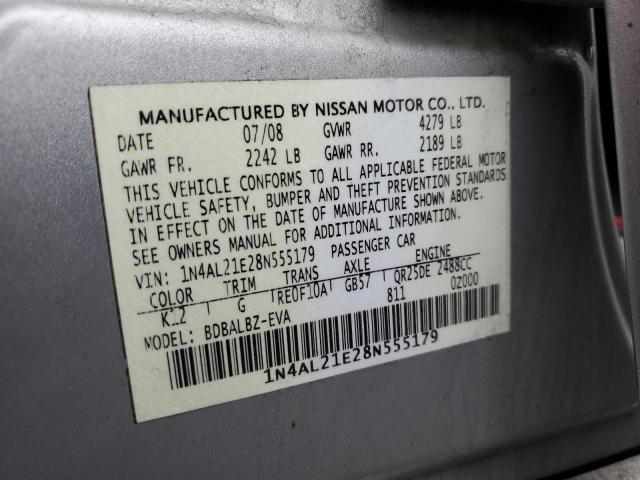 MANUFACTURED BY NISSAN MOTOR CO., LTD.
DATE 07/08 GVWR 4279 LB
GAWR FR. 2242 LB GAWR RR. 2189 LB
THIS VEHICLE CONFORMS TO ALL APPLICABLE FEDERAL MOTOR
VEHICLE SAFETY, BUMPER AND THEFT PREVENTION STANDARDS
IN EFFECT ON THE DATE OF MANUFACTURE SHOWN ABOVE.
SEE OWNERS MANUAL FOR ADDITIONAL INFORMATION.
VIN: 1N4AL21E28N555179 PASSENGER CAR
COLOR TRIM TRANS AXLE ENGINE
G RE0F10A GB57 QR25DE 2488CC
MODEL: BDBALBZ-EVA 811 0Z000
1N4AL21E28N555179